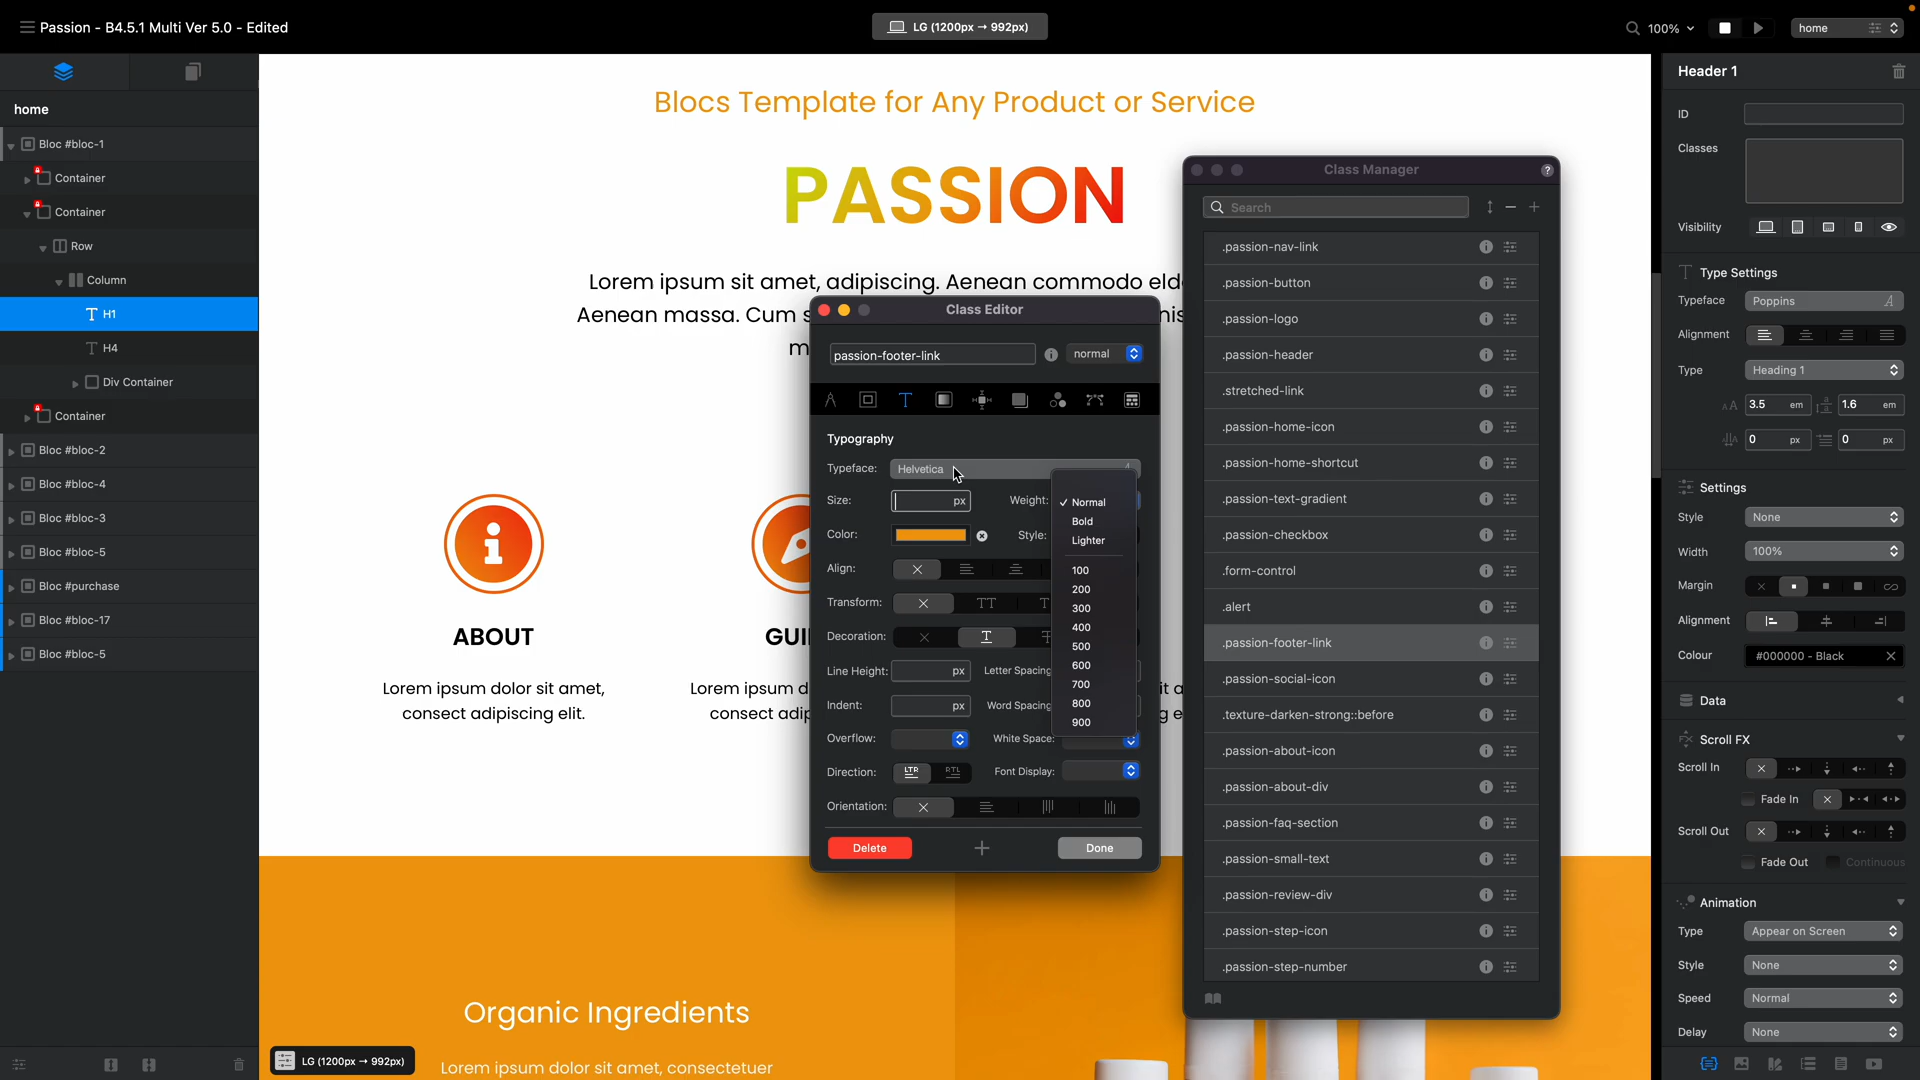 Passion - B4.5.1 Multi Ver 5.0 - Edited
LG (1200px → 992px)
100%
home
home
Bloc #bloc-1
Container
Container
Row
Column
H1
H4
Div Container
Container
Bloc #bloc-2
Bloc #bloc-4
Bloc #bloc-3
Bloc #bloc-5
Bloc #purchase
Bloc #bloc-17
Bloc #bloc-5
Blocs Template for Any Product or Service
PASSION
Lorem ipsum sit amet, adipiscing. Aenean commodo
Aenean massa. Cum
ABOUT
Lorem ipsum dolor sit amet,
consect adipiscing elit.
Lorem ipsum
Organic Ingredients
Lorem ipsum dolor sit amet, consectetuer
LG (1200px → 992px)
Class Editor
passion-footer-link
normal
Typography
Typeface:
Helvetica
Size:
px
Weight:
Color:
Style:
Align:
Transform:
TT
Decoration:
Line Height:
px
Letter Spacing
Indent:
px
Word Spacing
Overflow:
White Space:
Direction:
LTR
RTL
Font Display:
Orientation:
Delete
Done
✓ Normal
Bold
Lighter
100
200
300
400
500
600
700
800
900
Class Manager
?
Search
.passion-nav-link
.passion-button
.passion-logo
.passion-header
.stretched-link
.passion-home-icon
.passion-home-shortcut
.passion-text-gradient
.passion-checkbox
.form-control
.alert
.passion-footer-link
.passion-social-icon
.texture-darken-strong::before
.passion-about-icon
.passion-about-div
.passion-faq-section
.passion-small-text
.passion-review-div
.passion-step-icon
.passion-step-number
Header 1
ID
Classes
Visibility
Type Settings
Typeface
Poppins
Alignment
Type
Heading 1
3.5 em
1.6 em
0 px
0 px
Settings
Style
None
Width
100%
Margin
Alignment
Colour
#000000 - Black
Data
Scroll FX
Scroll In
Fade In
Scroll Out
Fade Out
Continuous
Animation
Type
Appear on Screen
Style
None
Speed
Normal
Delay
None